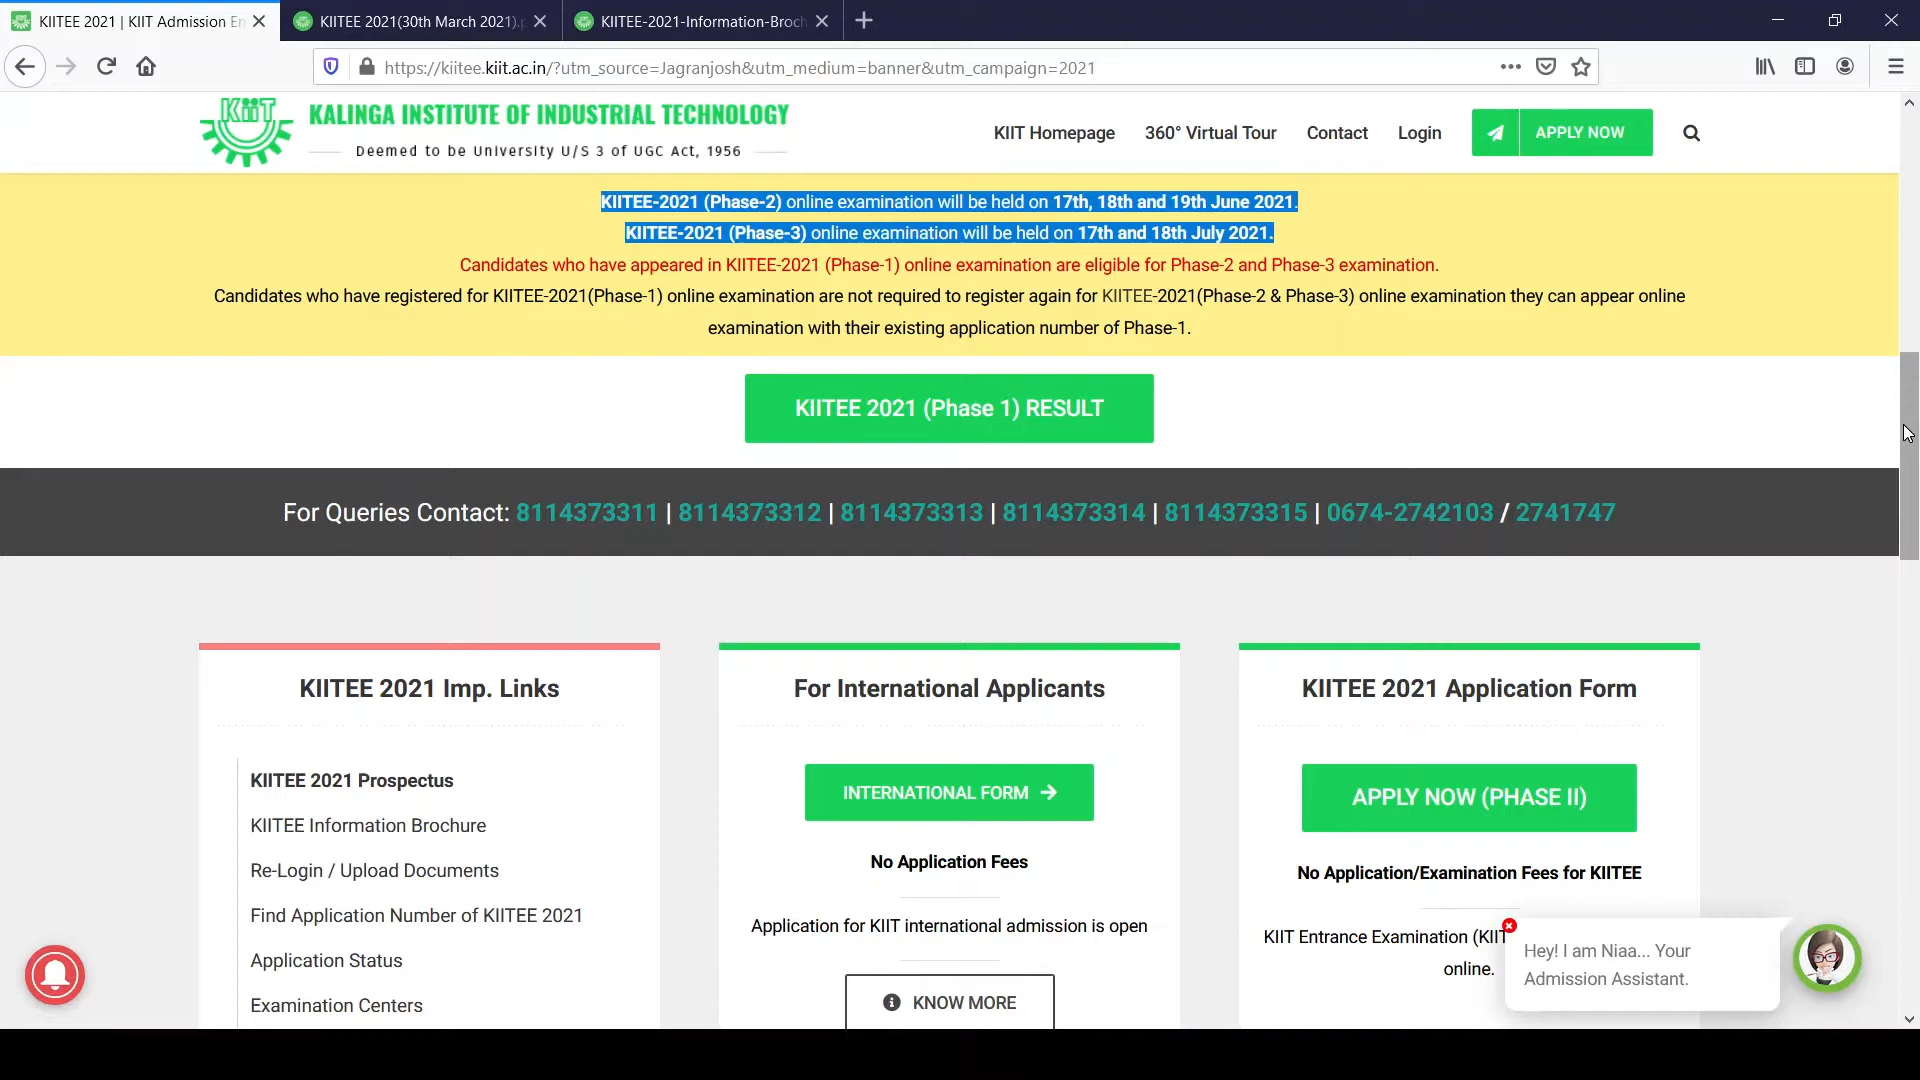 KIITEE 2021 | KIIT Admission En
KIITEE 2021(30th March 2021).p
KIITEE-2021-Information-Broch
https://kiitee.kiit.ac.in/?utm_source=Jagranjosh&utm_medium=banner&utm_campaign=2021
KiiT
KALINGA INSTITUTE OF INDUSTRIAL TECHNOLOGY
Deemed to be University U/S 3 of UGC Act, 1956
KIIT Homepage
360° Virtual Tour
Contact
Login
APPLY NOW
KIITEE-2021 (Phase-2) online examination will be held on 17th, 18th and 19th June 2021.
KIITEE-2021 (Phase-3) online examination will be held on 17th and 18th July 2021.
Candidates who have appeared in KIITEE-2021 (Phase-1) online examination are eligible for Phase-2 and Phase-3 examination.
Candidates who have registered for KIITEE-2021(Phase-1) online examination are not required to register again for KIITEE-2021(Phase-2 & Phase-3) online examination they can appear online
examination with their existing application number of Phase-1.
KIITEE 2021 (Phase 1) RESULT
For Queries Contact: 8114373311 | 8114373312 | 8114373313 | 8114373314 | 8114373315 | 0674-2742103 / 2741747
KIITEE 2021 Imp. Links
KIITEE 2021 Prospectus
KIITEE Information Brochure
Re-Login / Upload Documents
Find Application Number of KIITEE 2021
Application Status
Examination Centers
For International Applicants
INTERNATIONAL FORM
No Application Fees
Application for KIIT international admission is open
KNOW MORE
KIITEE 2021 Application Form
APPLY NOW (PHASE II)
No Application/Examination Fees for KIITEE
KIIT Entrance Examination (KIIT
online.
Hey! I am Niaa... Your
Admission Assistant.